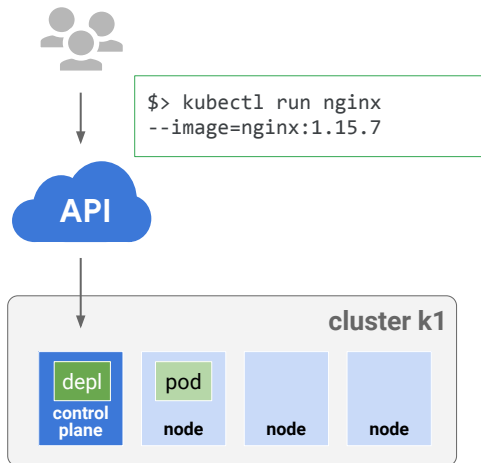 $> kubectl run nginx
--image=nginx:1.15.7
API
cluster k1
depl
control
plane
pod
node
node
node